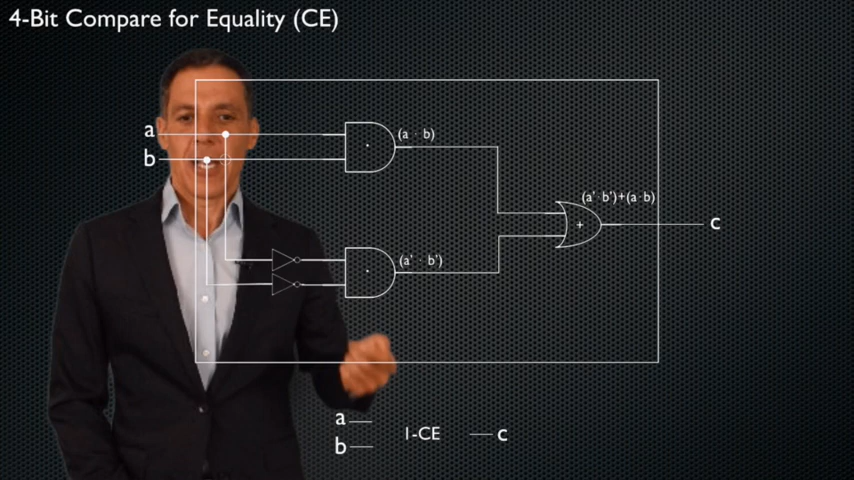 4-Bit Compare for Equality (CE)
a
b
(a · b)
(a' · b')
(a' · b')+(a·b)
+
c
a
b
1-CE
c